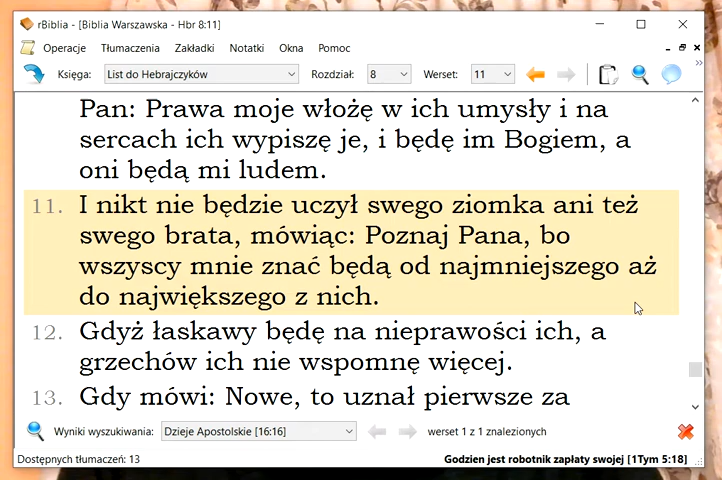 rBiblia - [Biblia Warszawska - Hbr 8:11]
Operacje Tłumaczenia Zakładki Notatki Okna Pomoc
Księga: List do Hebrajczyków Rozdział: 8 Werset: 11
Pan: Prawa moje włożę w ich umysły i na
sercach ich wypiszę je, i będę im Bogiem, a
oni będą mi ludem.
11. I nikt nie będzie uczył swego ziomka ani też
swego brata, mówiąc: Poznaj Pana, bo
wszyscy mnie znać będą od najmniejszego aż
do największego z nich.
12. Gdyż łaskawy będę na nieprawości ich, a
grzechów ich nie wspomnę więcej.
13. Gdy mówi: Nowe, to uznał pierwsze za
Wyniki wyszukiwania: Dzieje Apostolskie [16:16] werset 1 z 1 znalezionych
Dostępnych tłumaczeń: 13 Godzien jest robotnik zapłaty swojej [1Tym 5:18]